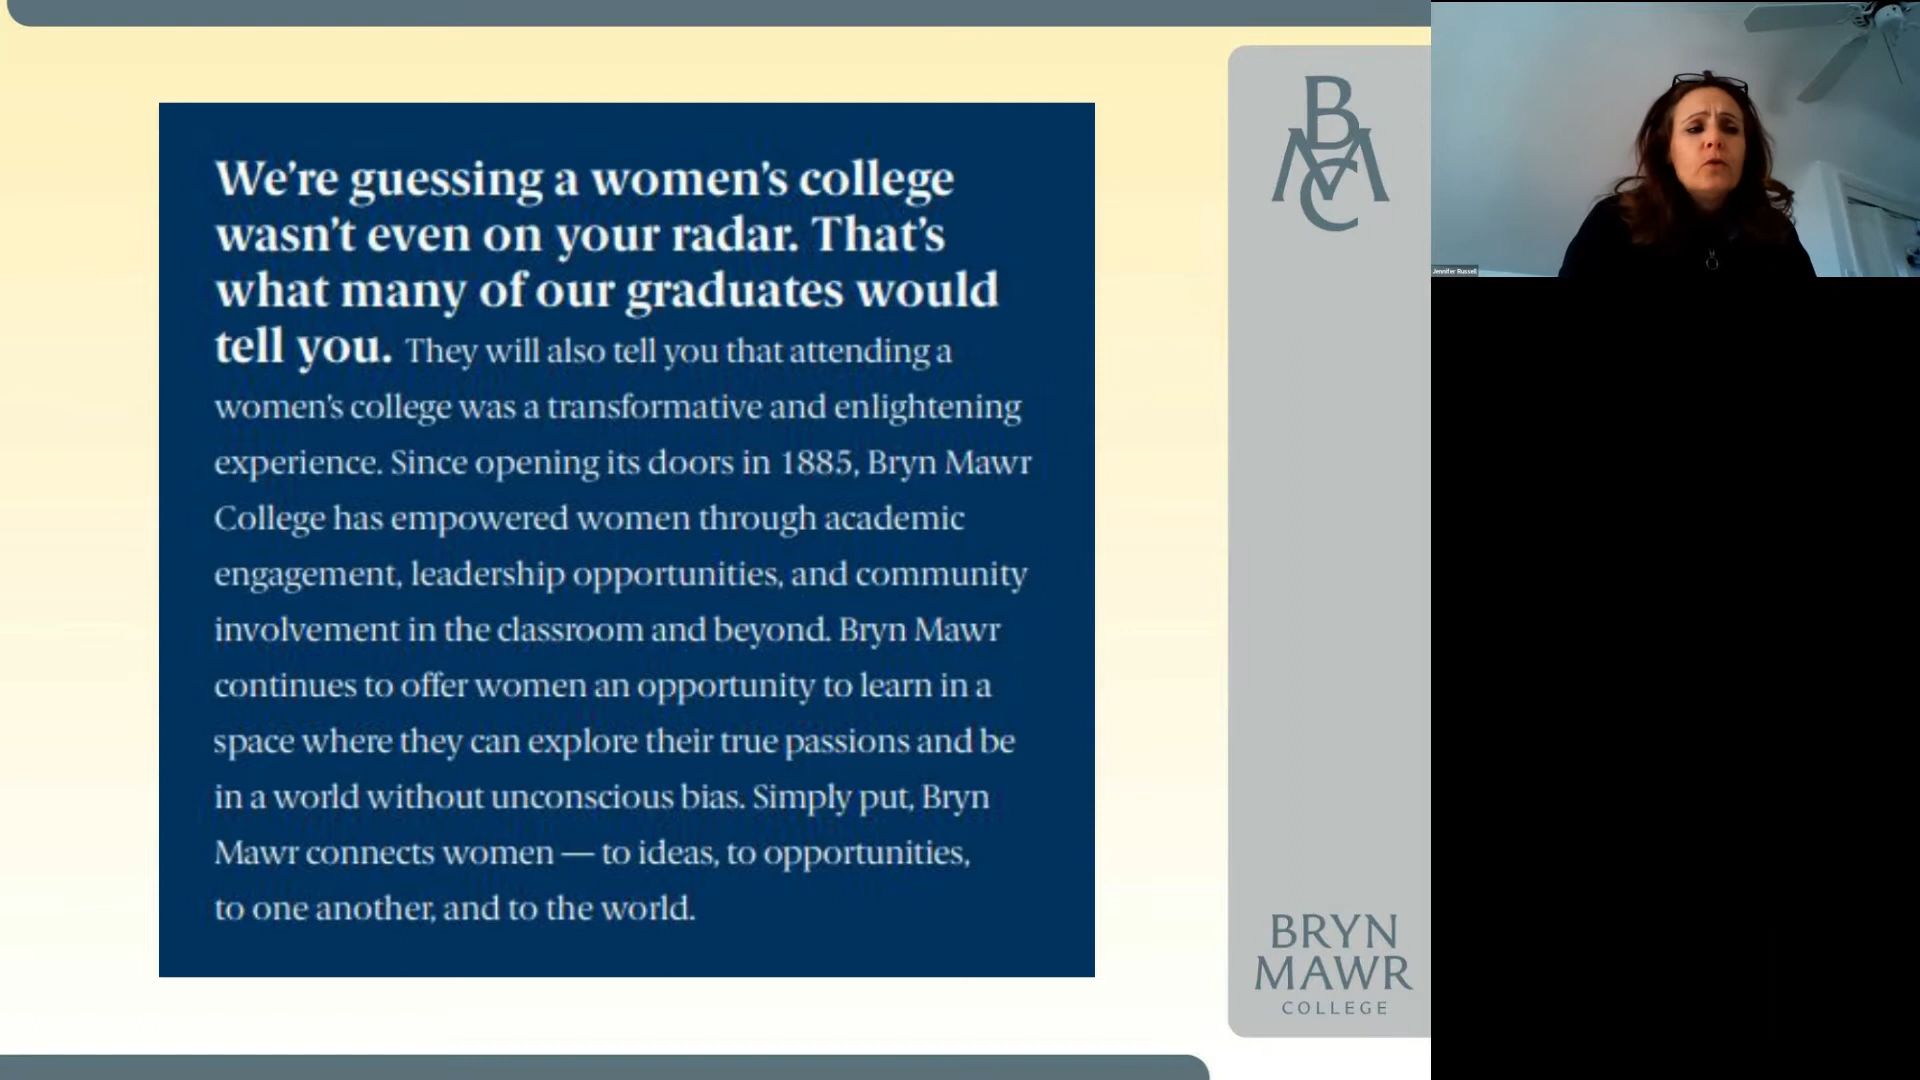 We're guessing a women's college
wasn't even on your radar. That's
what many of our graduates would
tell you. They will also tell you that attending a
women's college was a transformative and enlightening
experience. Since opening its doors in 1885, Bryn Mawr
College has empowered women through academic
engagement, leadership opportunities, and community
involvement in the classroom and beyond. Bryn Mawr
continues to offer women an opportunity to learn in a
space where they can explore their true passions and be
in a world without unconscious bias. Simply put, Bryn
Mawr connects women — to ideas, to opportunities,
to one another, and to the world.
B
M
C
BRYN
MAWR
COLLEGE
Jennifer Russell